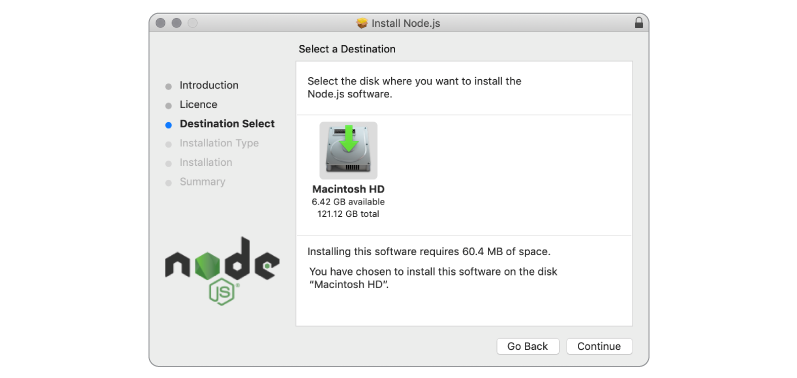 Install Node.js
Select a Destination
Introduction
Licence
Destination Select
Installation Type
Installation
Summary
Select the disk where you want to install the
Node.js software.
Macintosh HD
6.42 GB available
121.12 GB total
Installing this software requires 60.4 MB of space.
You have chosen to install this software on the disk
“Macintosh HD”.
node
JS®
Go Back
Continue